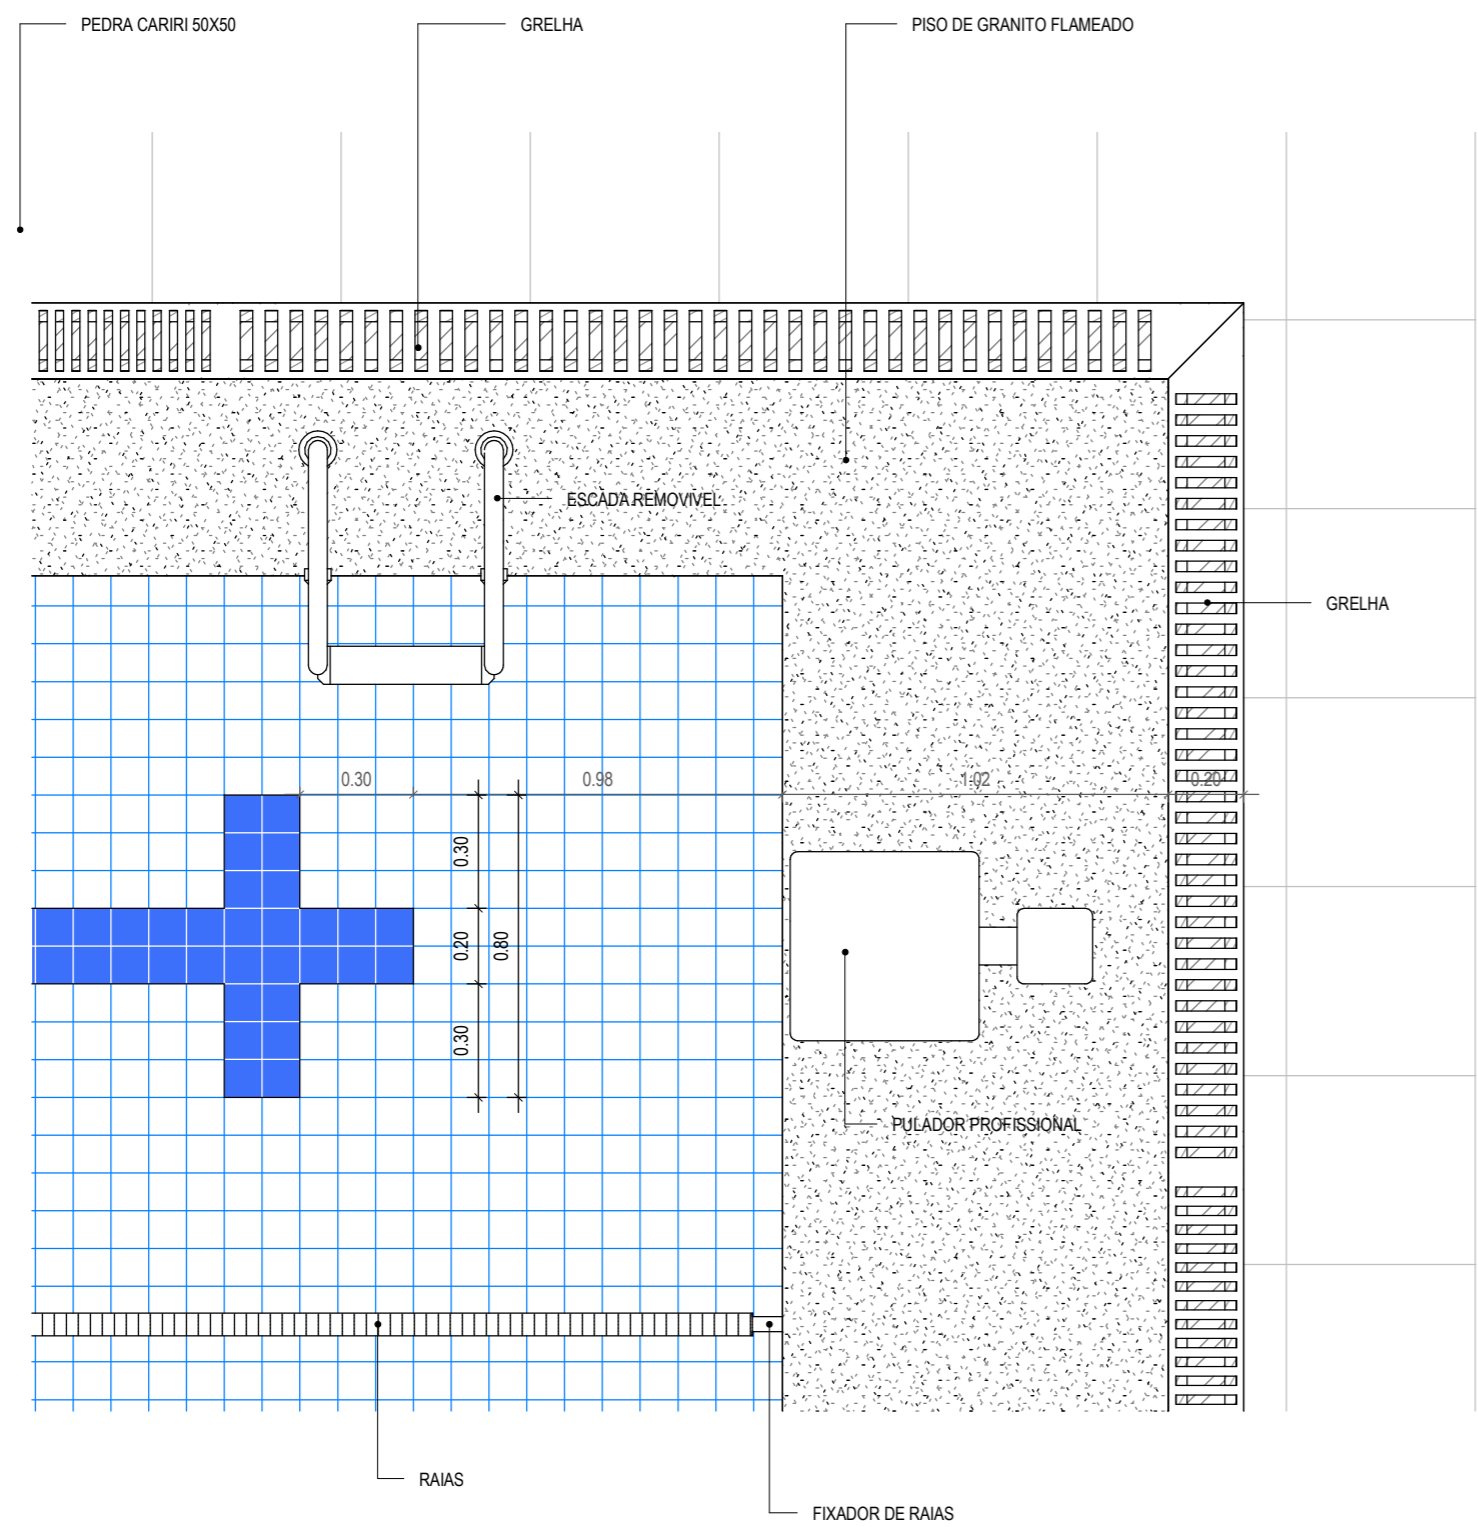 PEDRA CARIRI 50X50
GRELHA
PISO DE GRANITO FLAMEADO
ESCADA REMOVIVEL
GRELHA
0.30
0.98
1.02
0.20
0.30
0.20
0.80
0.30
PULADOR PROFISSIONAL
RAIAS
FIXADOR DE RAIAS